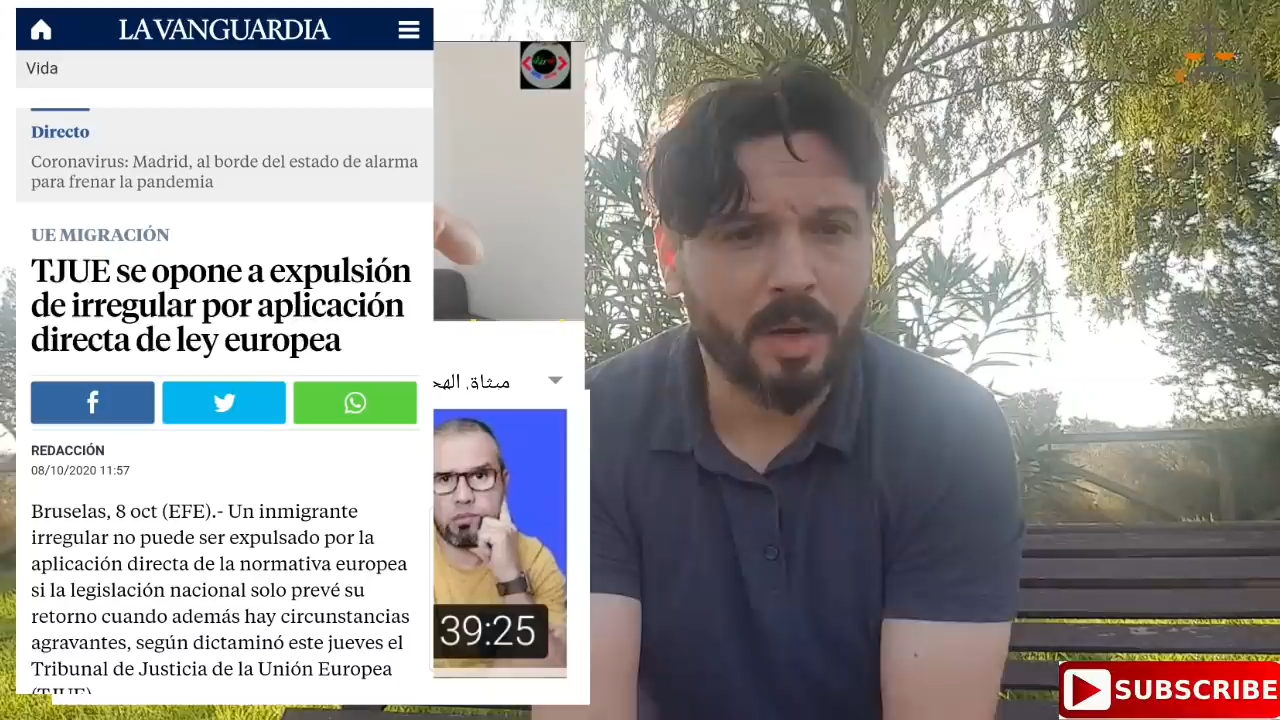 LA VANGUARDIA
Vida
Directo
Coronavirus: Madrid, al borde del estado de alarma
para frenar la pandemia
UE MIGRACIÓN
TJUE se opone a expulsión
de irregular por aplicación
directa de ley europea
REDACCIÓN
08/10/2020 11:57
Bruselas, 8 oct (EFE).- Un inmigrante
irregular no puede ser expulsado por la
aplicación directa de la normativa europea
si la legislación nacional solo prevé su
retorno cuando además hay circunstancias
agravantes, según dictaminó este jueves el
Tribunal de Justicia de la Unión Europea
(TJUE)
ميثاق
39:25
SUBSCRIBE